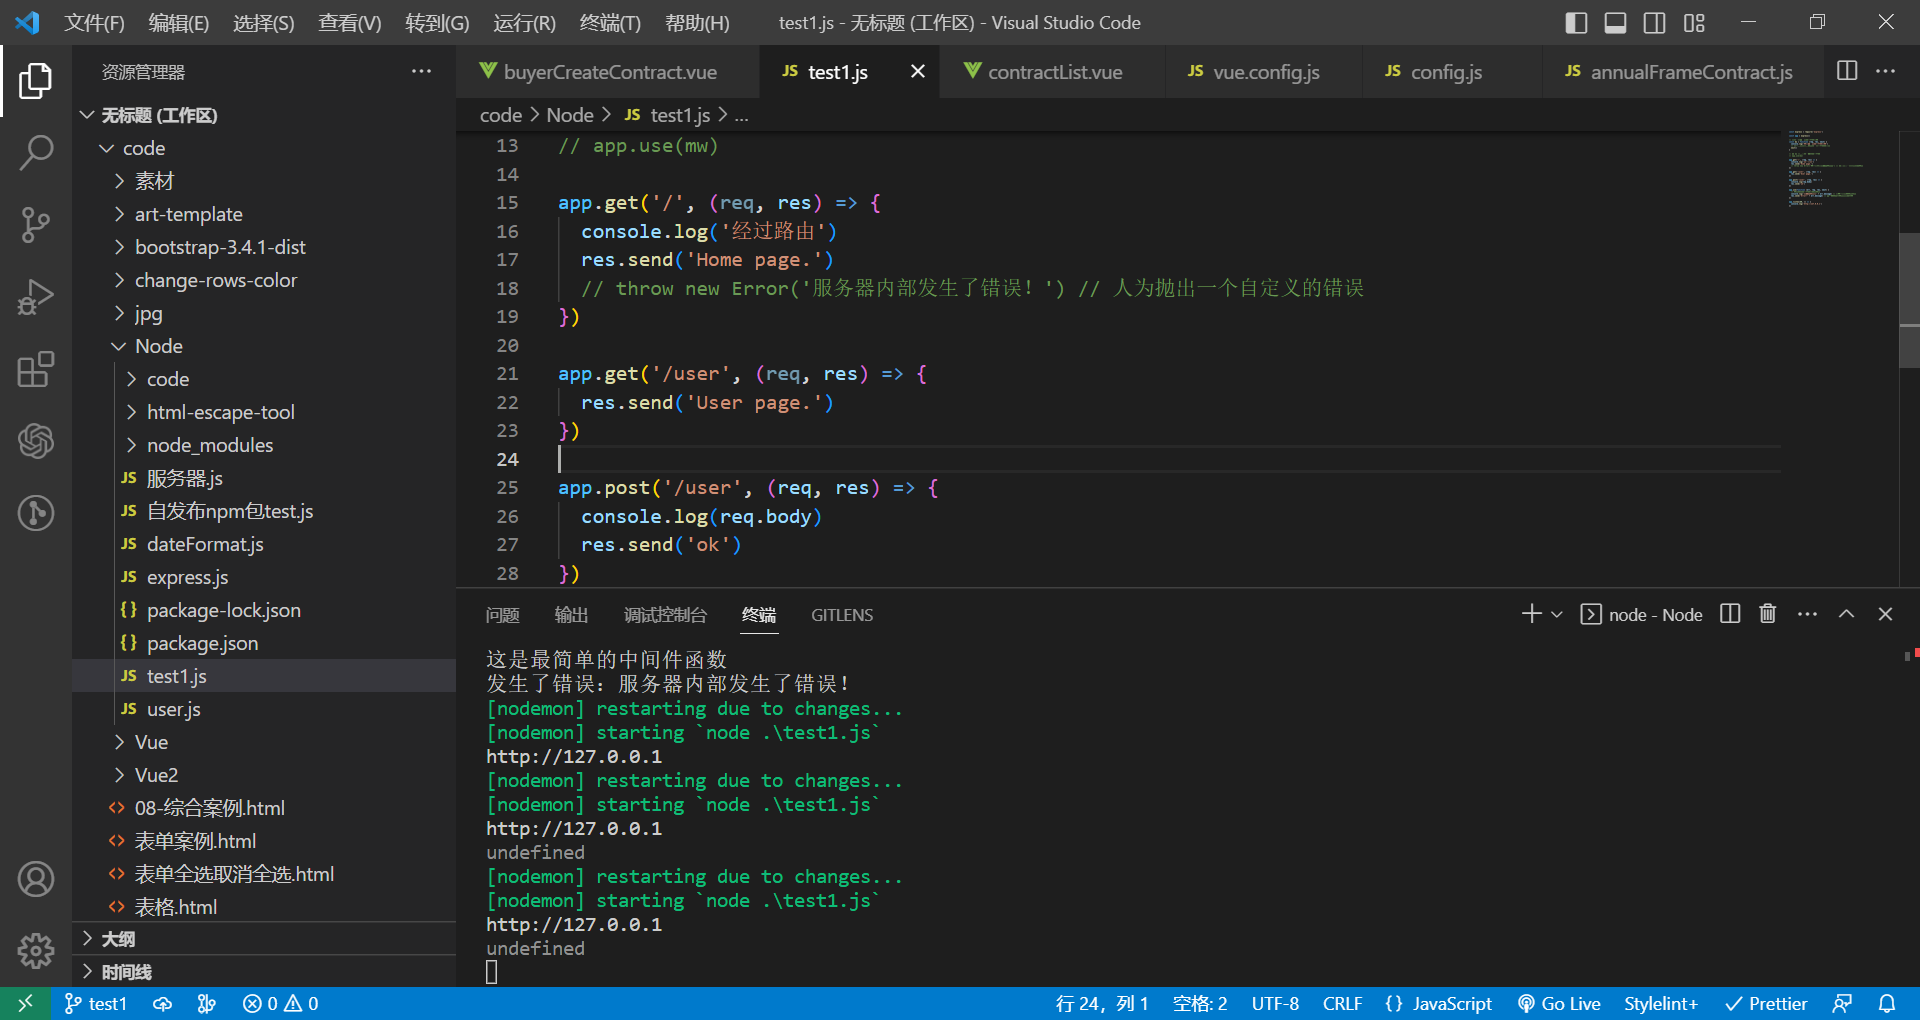 文件(F) 编辑(E) 选择(S) 查看(V) 转到(G) 运行(R) 终端(T) 帮助(H) test1.js - 无标题 (工作区) - Visual Studio Code
资源管理器
buyerCreateContract.vue JS test1.js contractList.vue JS vue.config.js JS config.js JS annualFrameContract.js
无标题 (工作区)
code
素材
art-template
bootstrap-3.4.1-dist
change-rows-color
jpg
Node
code
html-escape-tool
node_modules
JS 服务器.js
JS 自发布npm包test.js
JS dateFormat.js
JS express.js
{} package-lock.json
{} package.json
JS test1.js
JS user.js
Vue
Vue2
<> 08-综合案例.html
<> 表单案例.html
<> 表单全选取消全选.html
<> 表格.html
大纲
时间线
code > Node > JS test1.js > ...
13 // app.use(mw)
14
15 app.get('/', (req, res) => {
16 console.log('经过路由')
17 res.send('Home page.')
18 // throw new Error('服务器内部发生了错误！') // 人为抛出一个自定义的错误
19 })
20
21 app.get('/user', (req, res) => {
22 res.send('User page.')
23 })
24
25 app.post('/user', (req, res) => {
26 console.log(req.body)
27 res.send('ok')
28 })
问题 输出 调试控制台 终端 GITLENS node - Node
这是最简单的中间件函数
发生了错误：服务器内部发生了错误！
[nodemon] restarting due to changes...
[nodemon] starting `node .\test1.js`
http://127.0.0.1
[nodemon] restarting due to changes...
[nodemon] starting `node .\test1.js`
http://127.0.0.1
undefined
[nodemon] restarting due to changes...
[nodemon] starting `node .\test1.js`
http://127.0.0.1
undefined
test1 0 0 行 24，列 1 空格: 2 UTF-8 CRLF {} JavaScript Go Live Stylelint+ Prettier